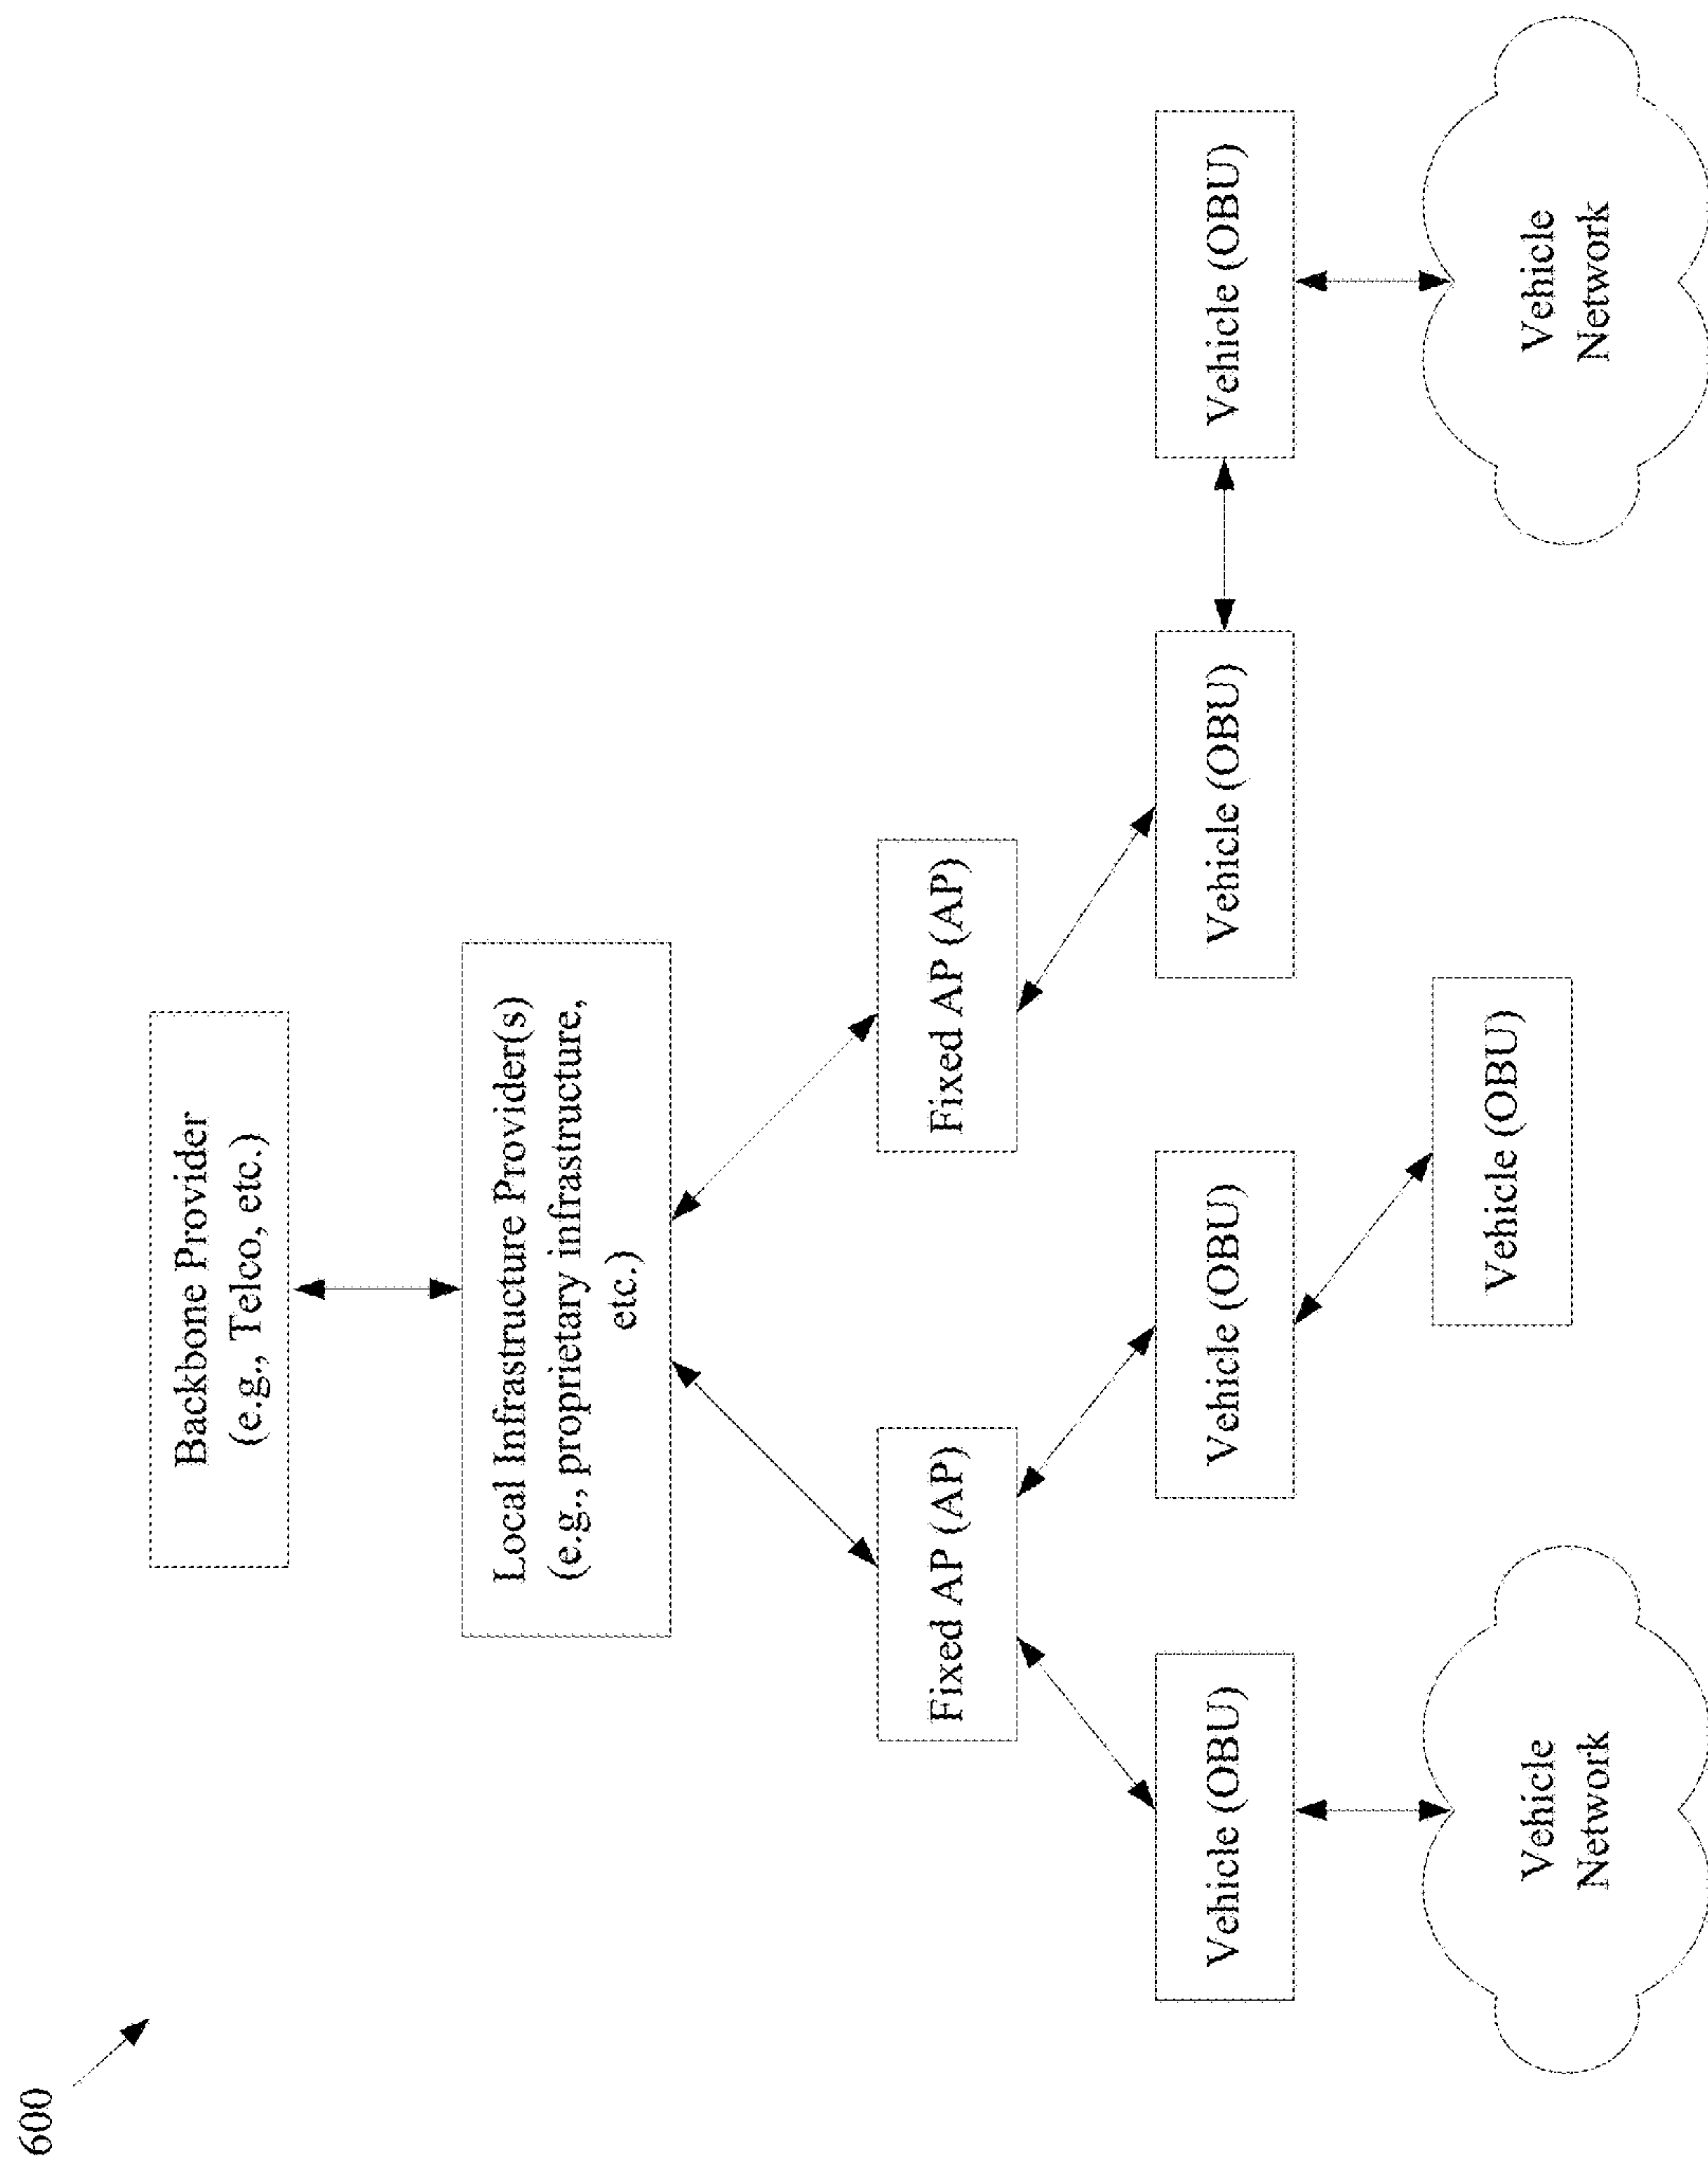 600
Backbone Provider
(e.g., Telco, etc.)
Local Infrastructure Provider(s)
(e.g., proprietary infrastructure,
etc.)
Fixed AP (AP)
Fixed AP (AP)
Vehicle (OBU)
Vehicle (OBU)
Vehicle (OBU)
Vehicle (OBU)
Vehicle (OBU)
Vehicle
Network
Vehicle
Network